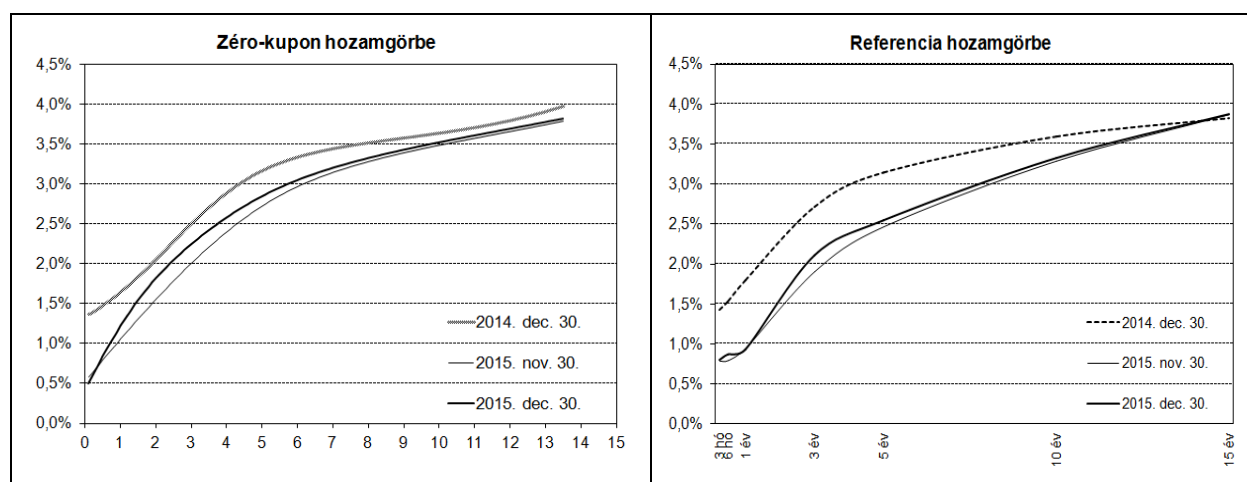 Zéro-kupon hozamgörbe
4,5%
4,0%
3,5%
3,0%
2,5%
2,0%
1,5%
1,0%
0,5%
0,0%
2014. dec. 30.
2015. nov. 30.
2015. dec. 30.
0 1 2 3 4 5 6 7 8 9 10 11 12 13 14 15
Referencia hozamgörbe
4,5%
4,0%
3,5%
3,0%
2,5%
2,0%
1,5%
1,0%
0,5%
0,0%
2014. dec. 30.
2015. nov. 30.
2015. dec. 30.
3 hó
6 hó
1 év
3 év
5 év
10 év
15 év